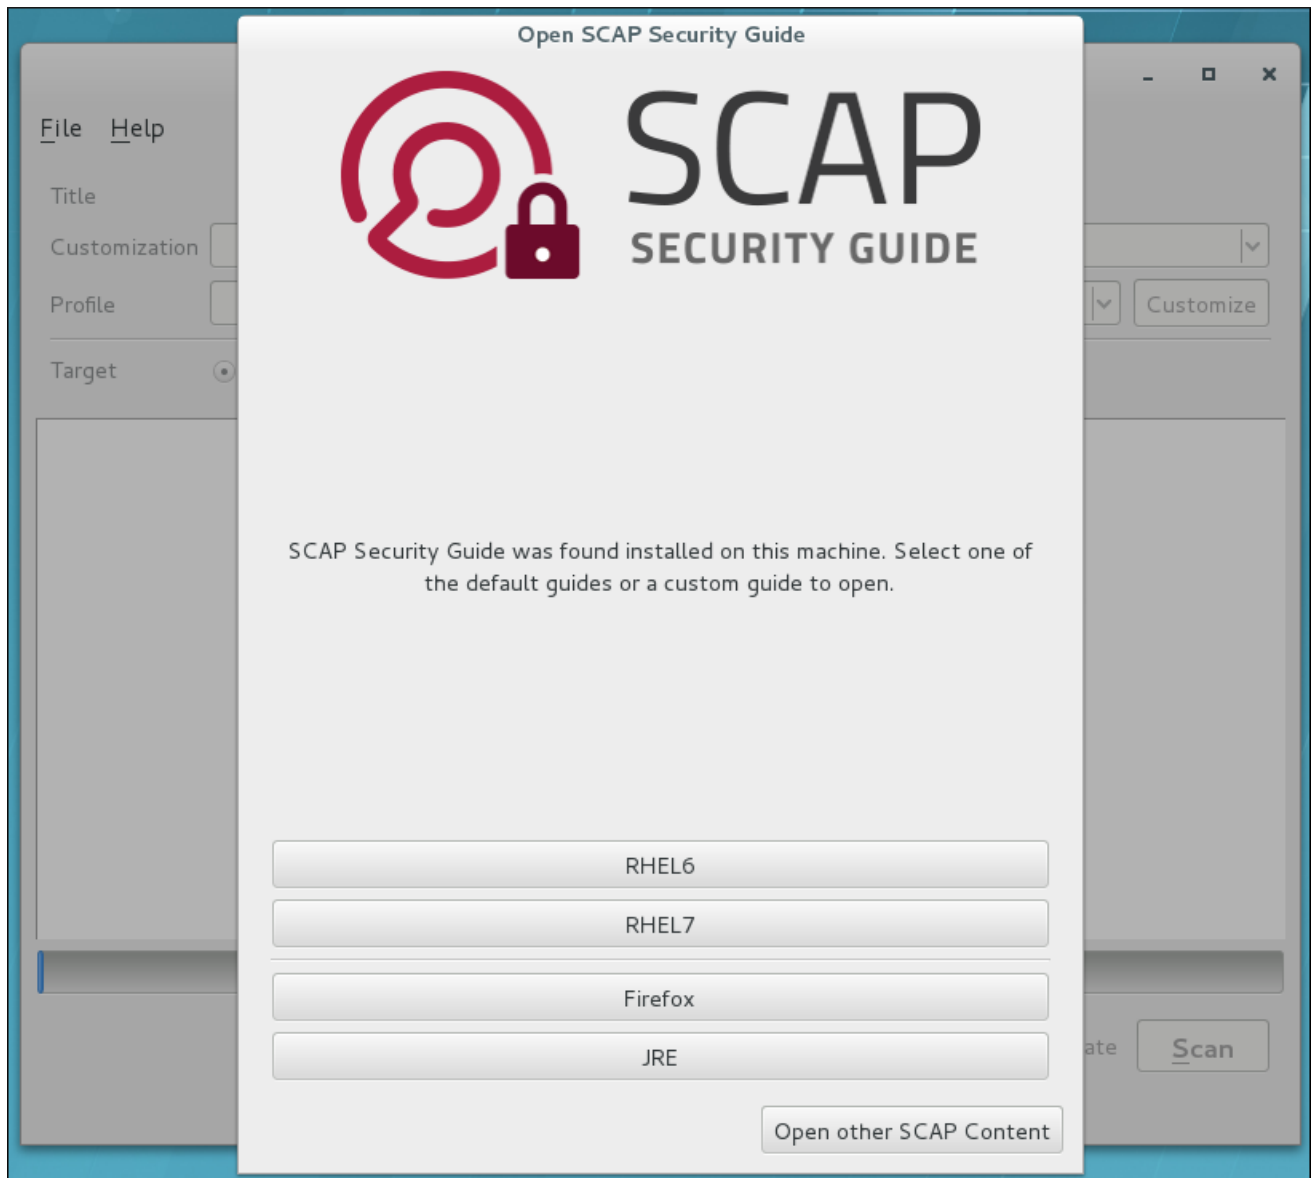 Open SCAP Security Guide
SCAP
SECURITY GUIDE
File Help
Title
Customization
Profile
Customize
Target
SCAP Security Guide was found installed on this machine. Select one of
the default guides or a custom guide to open.
RHEL6
RHEL7
Firefox
JRE
ate
Scan
Open other SCAP Content